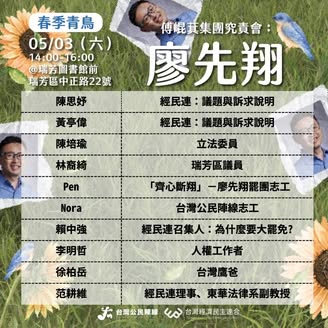 春季青鳥
05/03（六）
14:00-16:00
@瑞芳圖書館前
瑞芳區中正路22號
傅崐萁集團究責會：
廖先翔
陳思妤 經民連：議題與訴求說明
黃亭偉 經民連：議題與訴求說明
陳培瑜 立法委員
林裔綺 瑞芳區議員
Pen 「齊心斷翔」－廖先翔罷團志工
Nora 台灣公民陣線志工
賴中強 經民連召集人：為什麼要大罷免?
李明哲 人權工作者
徐柏岳 台灣鷹爸
范耕維 經民連理事、東華法律系副教授
台灣公民陣線 台灣經濟民主連合